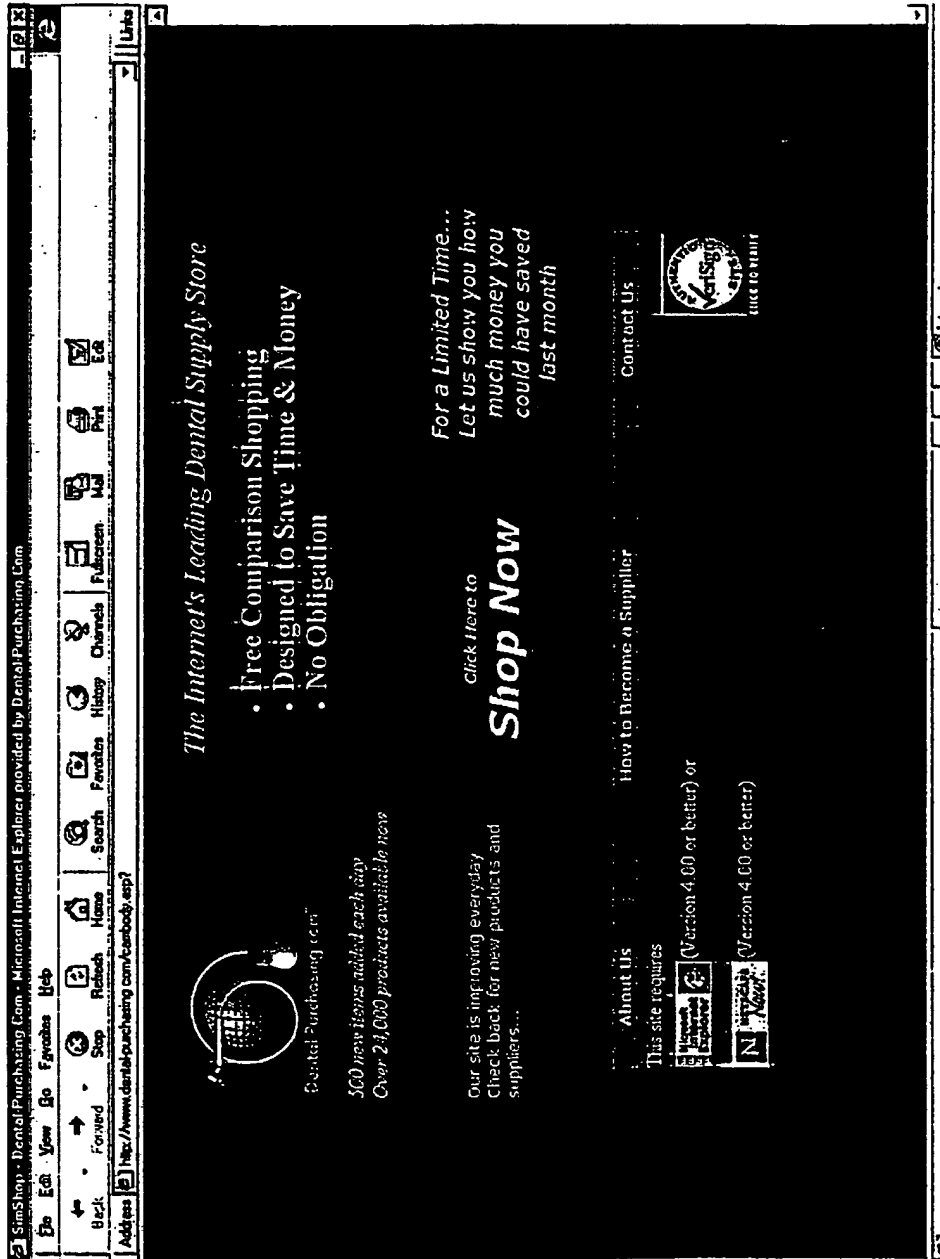 SimShop - Dental-Purchasing.Com - Microsoft Internet Explorer provided by Dental-Purchasing.Com
File Edit View Go Favorites Help
Back Forward Stop Refresh Home Search Favorites History Channels Fullscreen Mail Print Edit
Address http://www.dental-purchasing.com/ Links
Dental-Purchasing.com
The Internet's Leading Dental Supply Store
• Free Comparison Shopping
• Designed to Save Time & Money
• No Obligation
500 new items added each day
Over 24,000 products available now
Our site is improving everyday
Check back for new products and
suppliers...
Click Here to
Shop Now
For a Limited Time...
Let us show you how
much money you
could have saved
last month
About Us
How to Become a Supplier
Contact Us
This site requires
Microsoft Internet Explorer (Version 4.00 or better) or
NETSCAPE Now! (Version 4.00 or better)
VeriSign
CLICK TO VERIFY